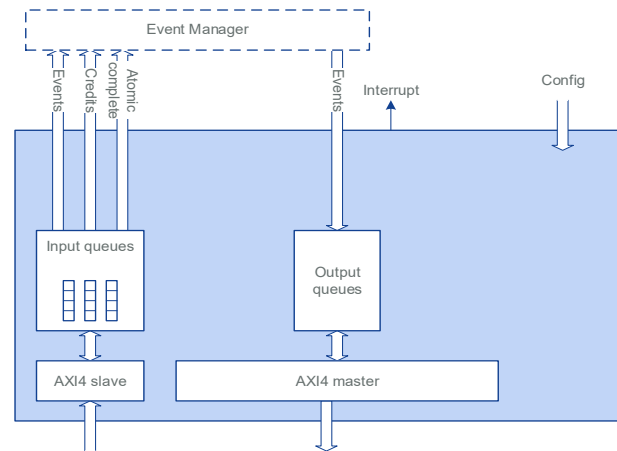 Event Manager
Events
Credits
Atomic
complete
Events
Interrupt
Config
Input queues
Output
queues
AXI4 slave
AXI4 master